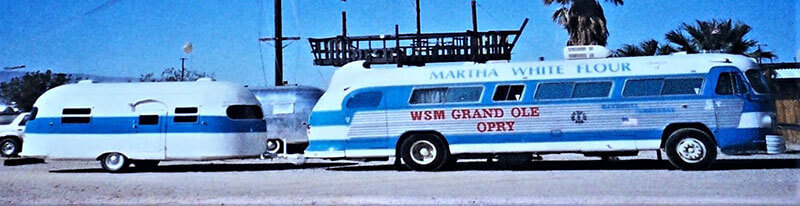 MARTHA WHITE FLOUR
WSM GRAND OLE
OPRY